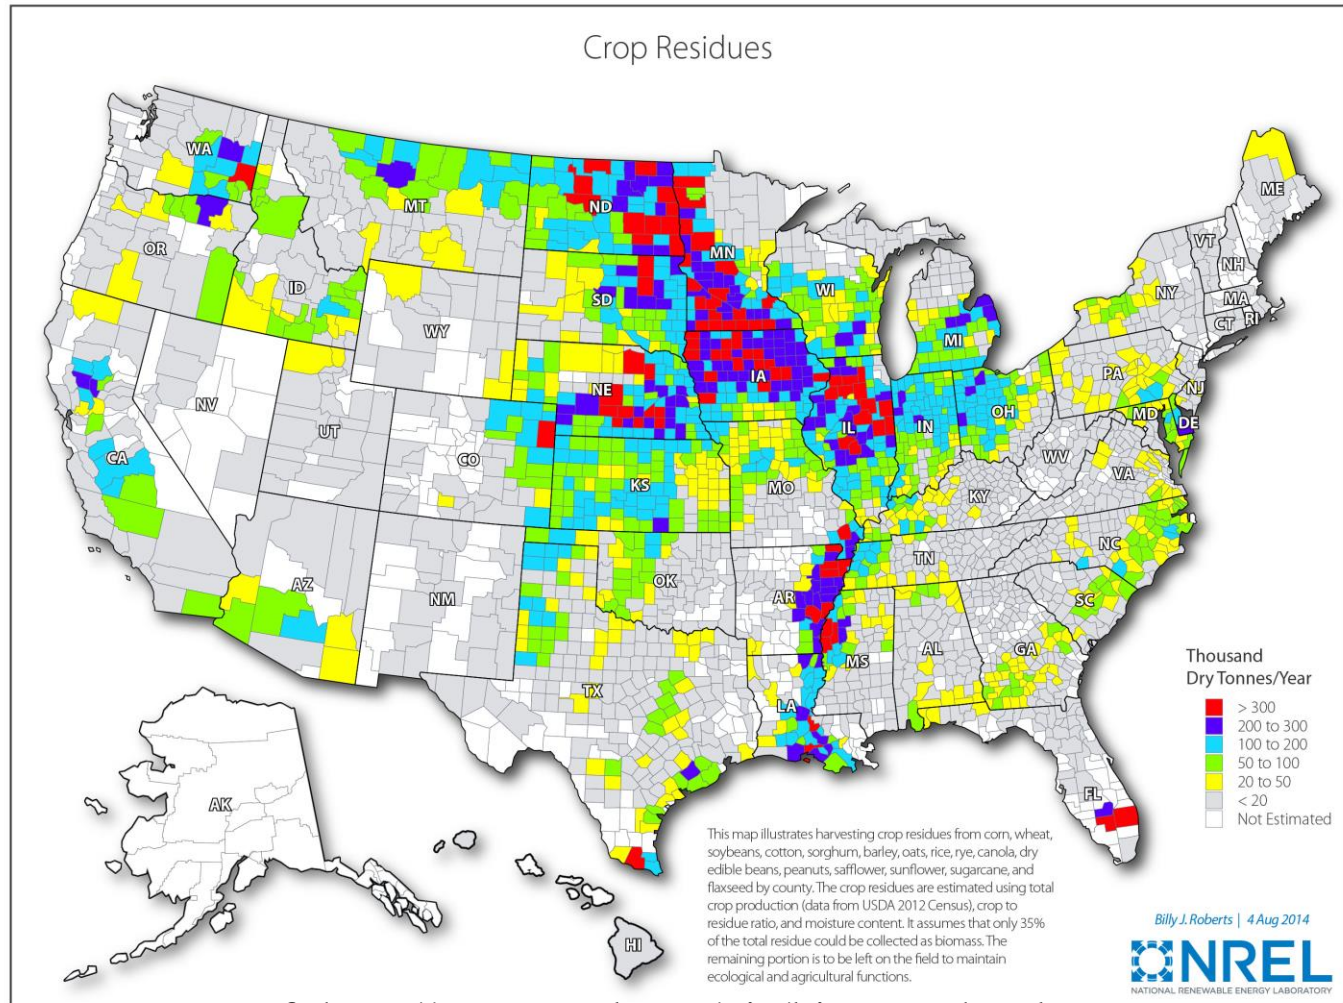 Crop Residues
WA
OR
CA
ID
NV
MT
WY
UT
AZ
CO
NM
ND
SD
NE
KS
OK
TX
MN
IA
MO
AR
LA
WI
IL
MS
MI
IN
OH
KY
TN
AL
GA
FL
SC
NC
VA
WV
PA
NY
MD
DE
NJ
CT
RI
MA
VT
NH
ME
AK
HI
Thousand
Dry Tonnes/Year
> 300
200 to 300
100 to 200
50 to 100
20 to 50
< 20
Not Estimated
This map illustrates harvesting crop residues from corn, wheat,
soybeans, cotton, sorghum, barley, oats, rice, rye, canola, dry
edible beans, peanuts, safflower, sunflower, sugarcane, and
flaxseed by county. The crop residues are estimated using total
crop production (data from USDA 2012 Census), crop to
residue ratio, and moisture content. It assumes that only 35%
of the total residue could be collected as biomass. The
remaining portion is to be left on the field to maintain
ecological and agricultural functions.
Billy J. Roberts | 4 Aug 2014
NREL
NATIONAL RENEWABLE ENERGY LABORATORY